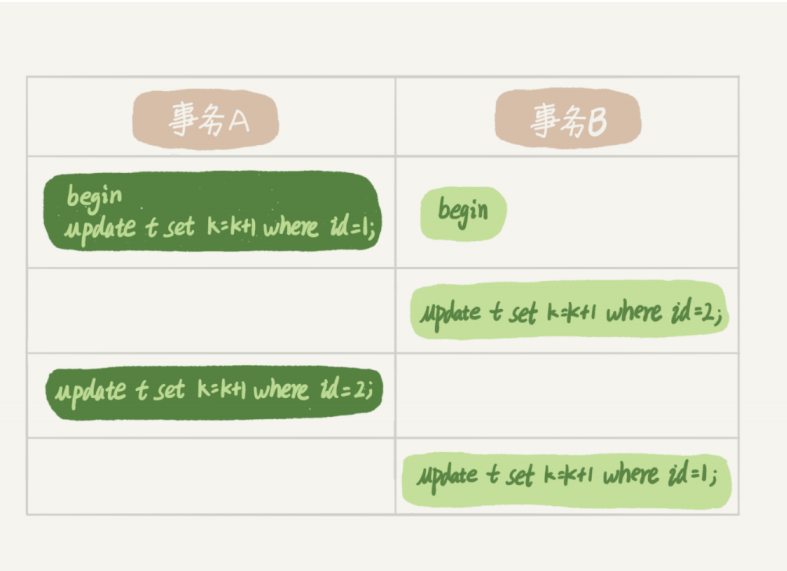 事务A
事务B
begin
update t set k=k+1 where id=1;
begin
update t set k=k+1 where id=2;
update t set k=k+1 where id=2;
update t set k=k+1 where id=1;